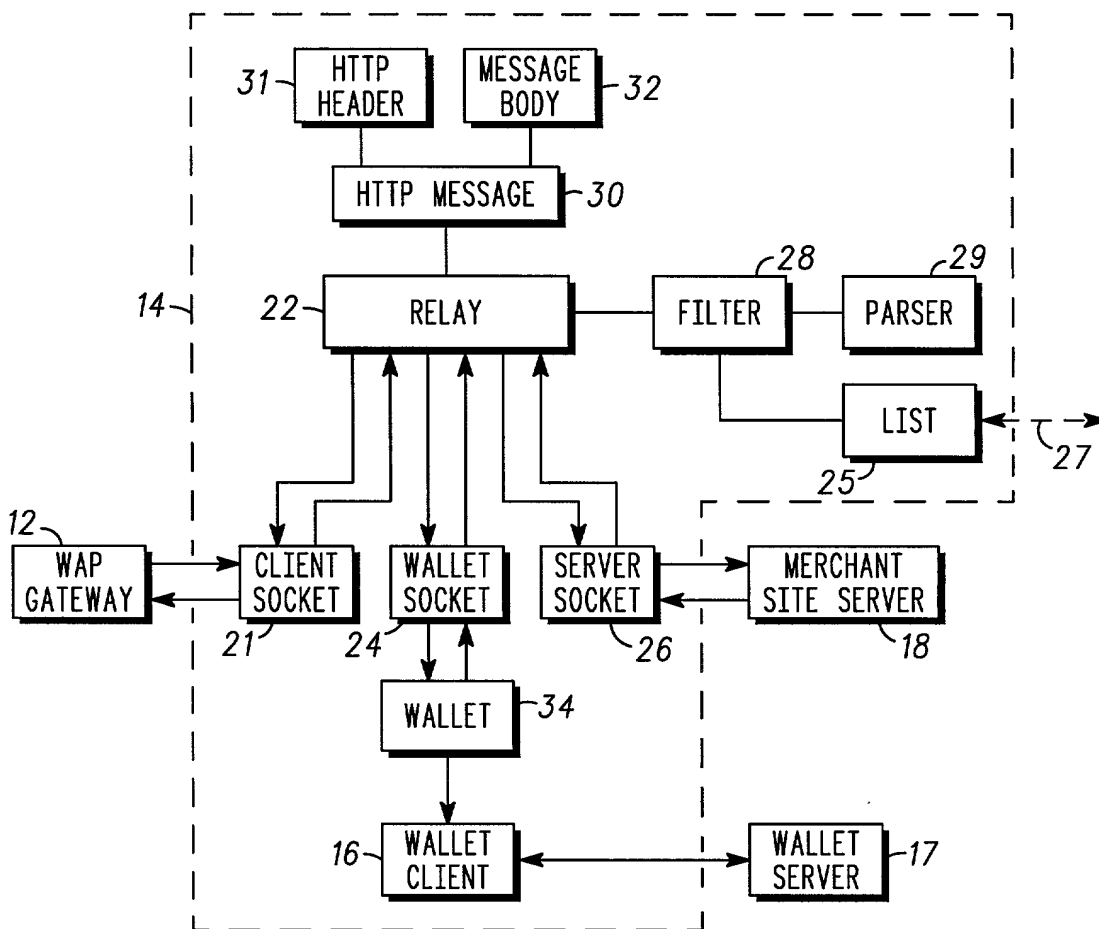 31
HTTP
HEADER
MESSAGE
BODY
32
HTTP MESSAGE
30
14
22
RELAY
28
FILTER
29
PARSER
LIST
25
27
12
WAP
GATEWAY
CLIENT
SOCKET
21
WALLET
SOCKET
24
SERVER
SOCKET
26
MERCHANT
SITE SERVER
18
WALLET
34
16
WALLET
CLIENT
WALLET
SERVER
17